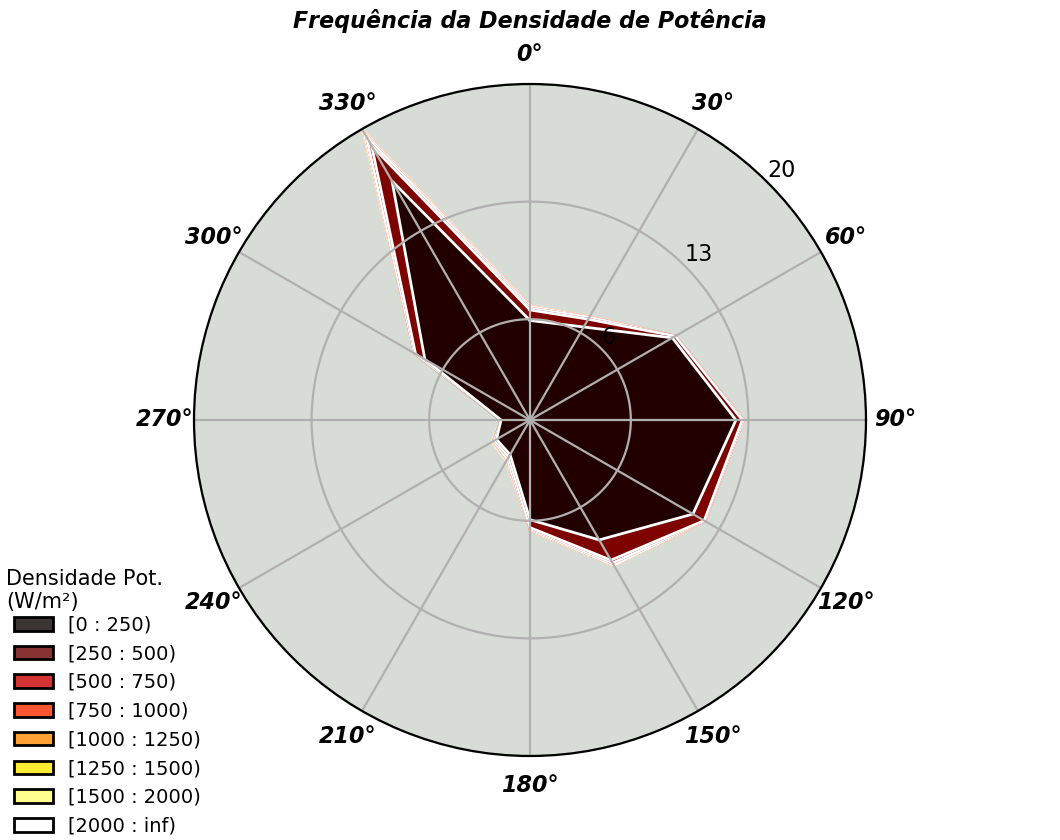 Frequência da Densidade de Potência
0°
330°
30°
20
300°
60°
13
6
270°
90°
240°
120°
210°
150°
180°
Densidade Pot.
(W/m²)
[0 : 250)
[250 : 500)
[500 : 750)
[750 : 1000)
[1000 : 1250)
[1250 : 1500)
[1500 : 2000)
[2000 : inf)